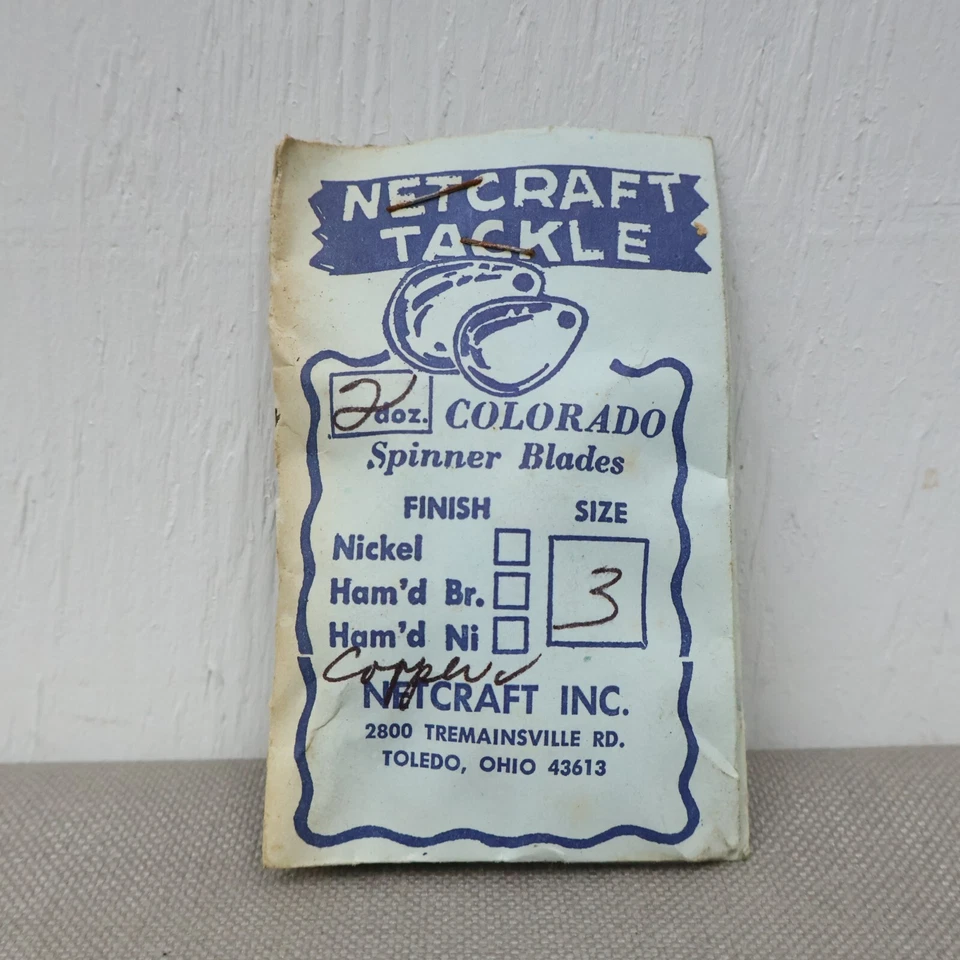 NETCRAFT
TACKLE
2 doz. COLORADO
Spinner Blades
FINISH SIZE
Nickel
Ham'd Br. 3
Ham'd Ni
Copper ✓
NETCRAFT INC.
2800 TREMAINSVILLE RD.
TOLEDO, OHIO 43613